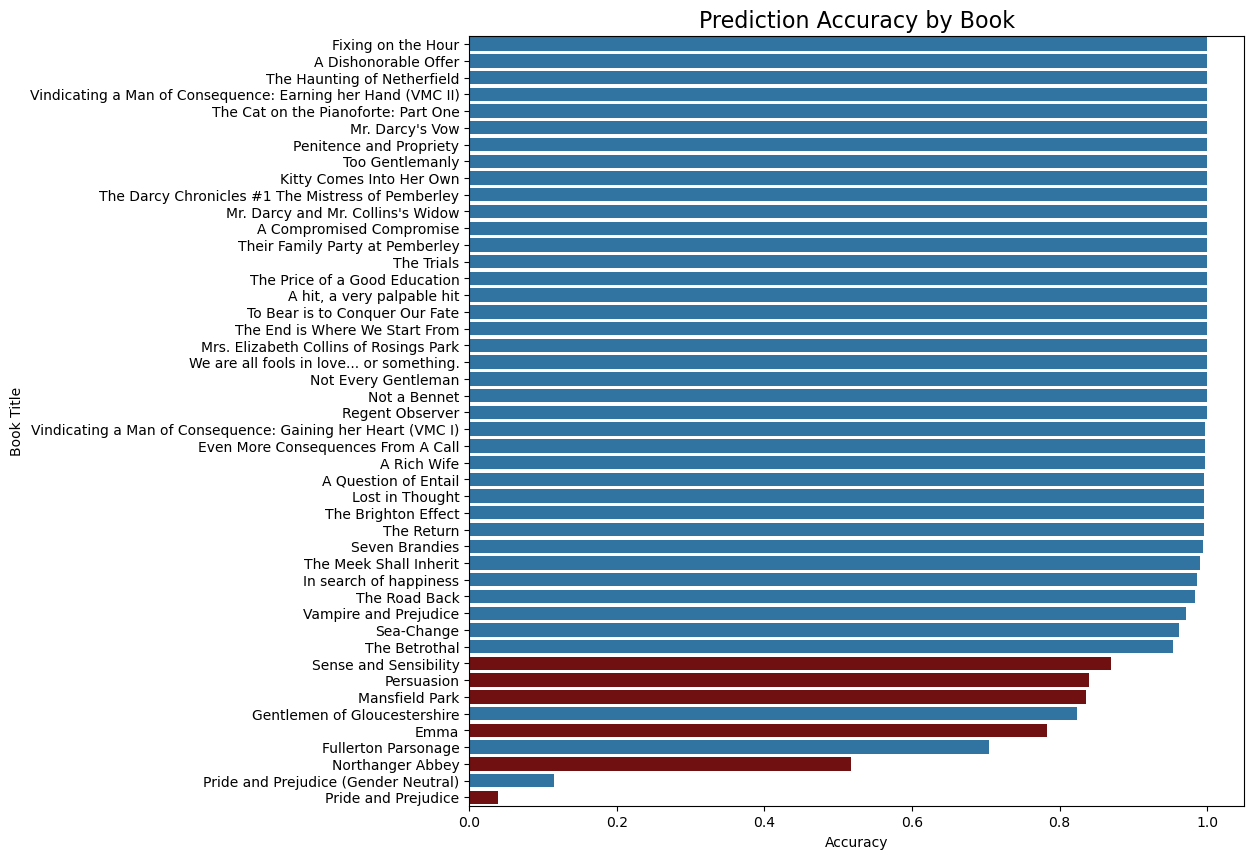 Prediction Accuracy by Book
Fixing on the Hour
A Dishonorable Offer
The Haunting of Netherfield
Vindicating a Man of Consequence: Earning her Hand (VMC II)
The Cat on the Pianoforte: Part One
Mr. Darcy's Vow
Penitence and Propriety
Too Gentlemanly
Kitty Comes Into Her Own
The Darcy Chronicles #1 The Mistress of Pemberley
Mr. Darcy and Mr. Collins's Widow
A Compromised Compromise
Their Family Party at Pemberley
The Trials
The Price of a Good Education
A hit, a very palpable hit
To Bear is to Conquer Our Fate
The End is Where We Start From
Mrs. Elizabeth Collins of Rosings Park
We are all fools in love... or something.
Not Every Gentleman
Not a Bennet
Regent Observer
Vindicating a Man of Consequence: Gaining her Heart (VMC I)
Even More Consequences From A Call
A Rich Wife
A Question of Entail
Lost in Thought
The Brighton Effect
The Return
Seven Brandies
The Meek Shall Inherit
In search of happiness
The Road Back
Vampire and Prejudice
Sea-Change
The Betrothal
Sense and Sensibility
Persuasion
Mansfield Park
Gentlemen of Gloucestershire
Emma
Fullerton Parsonage
Northanger Abbey
Pride and Prejudice (Gender Neutral)
Pride and Prejudice
Book Title
0.0 0.2 0.4 0.6 0.8 1.0
Accuracy